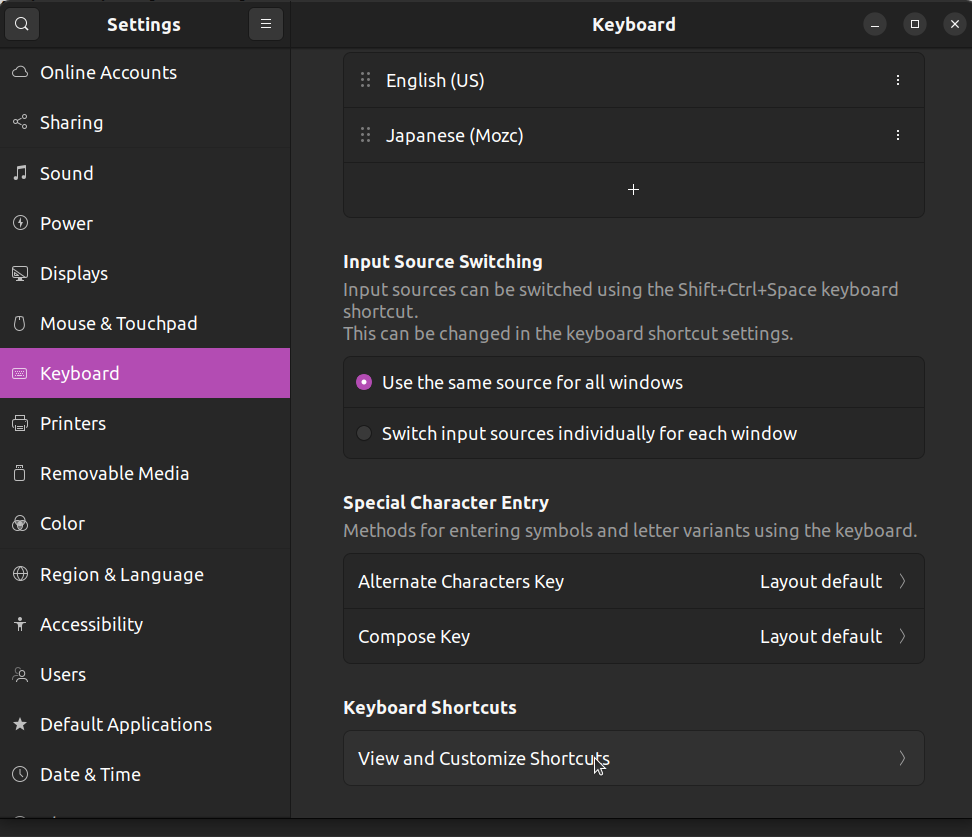 Settings
Keyboard
Online Accounts
Sharing
Sound
Power
Displays
Mouse & Touchpad
Keyboard
Printers
Removable Media
Color
Region & Language
Accessibility
Users
Default Applications
Date & Time
English (US)
Japanese (Mozc)
Input Source Switching
Input sources can be switched using the Shift+Ctrl+Space keyboard
shortcut.
This can be changed in the keyboard shortcut settings.
Use the same source for all windows
Switch input sources individually for each window
Special Character Entry
Methods for entering symbols and letter variants using the keyboard.
Alternate Characters Key Layout default
Compose Key Layout default
Keyboard Shortcuts
View and Customize Shortcuts